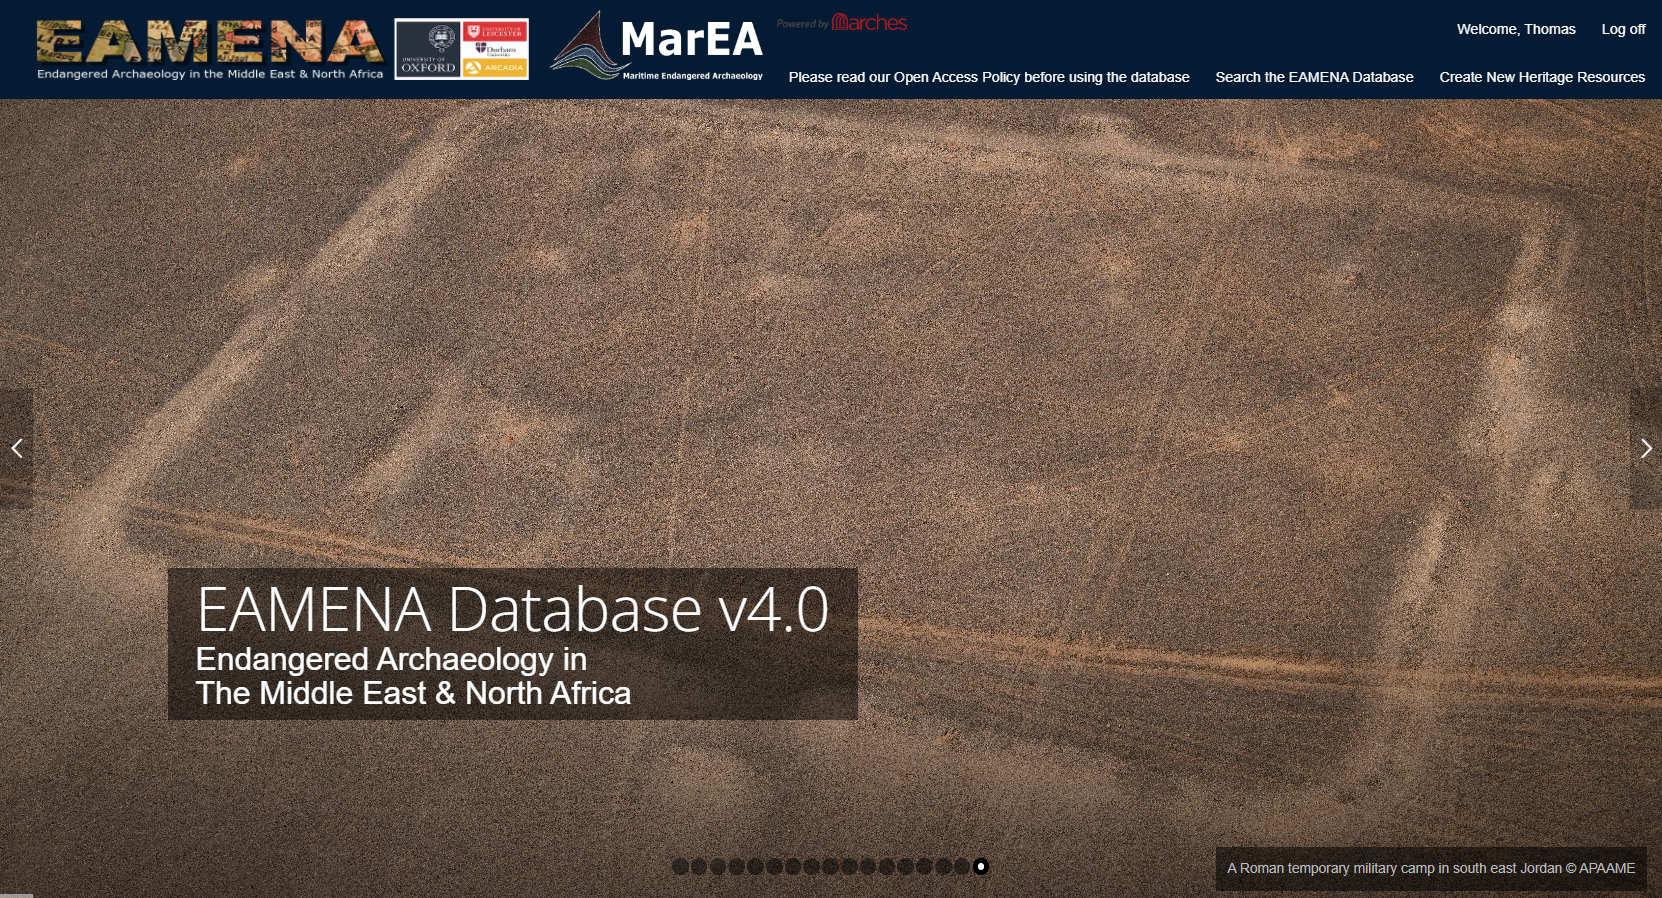 EAMENA
Endangered Archaeology in the Middle East & North Africa
UNIVERSITY OF
OXFORD
UNIVERSITY OF
LEICESTER
Durham
University
ARCADIA
MarEA
Maritime Endangered Archaeology
Powered by arches
Welcome, Thomas
Log off
Please read our Open Access Policy before using the database
Search the EAMENA Database
Create New Heritage Resources
EAMENA Database v4.0
Endangered Archaeology in
The Middle East & North Africa
A Roman temporary military camp in south east Jordan © APAAME